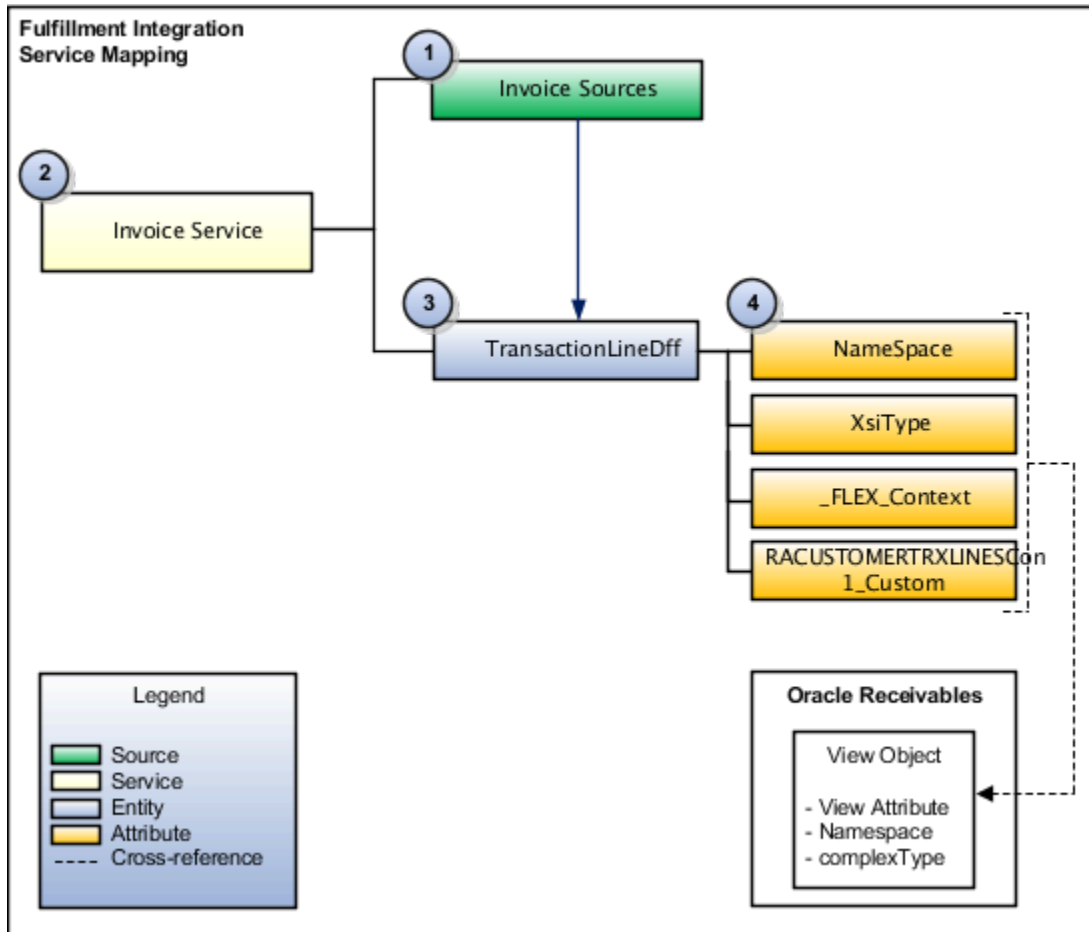 Fulfillment Integration
Service Mapping
1
Invoice Sources
2
Invoice Service
3
TransactionLineDff
4
NameSpace
XsiType
_FLEX_Context
RACUSTOMERTRXLINESCon
1_Custom
Legend
Source
Service
Entity
Attribute
Cross-reference
Oracle Receivables
View Object
- View Attribute
- Namespace
- complexType